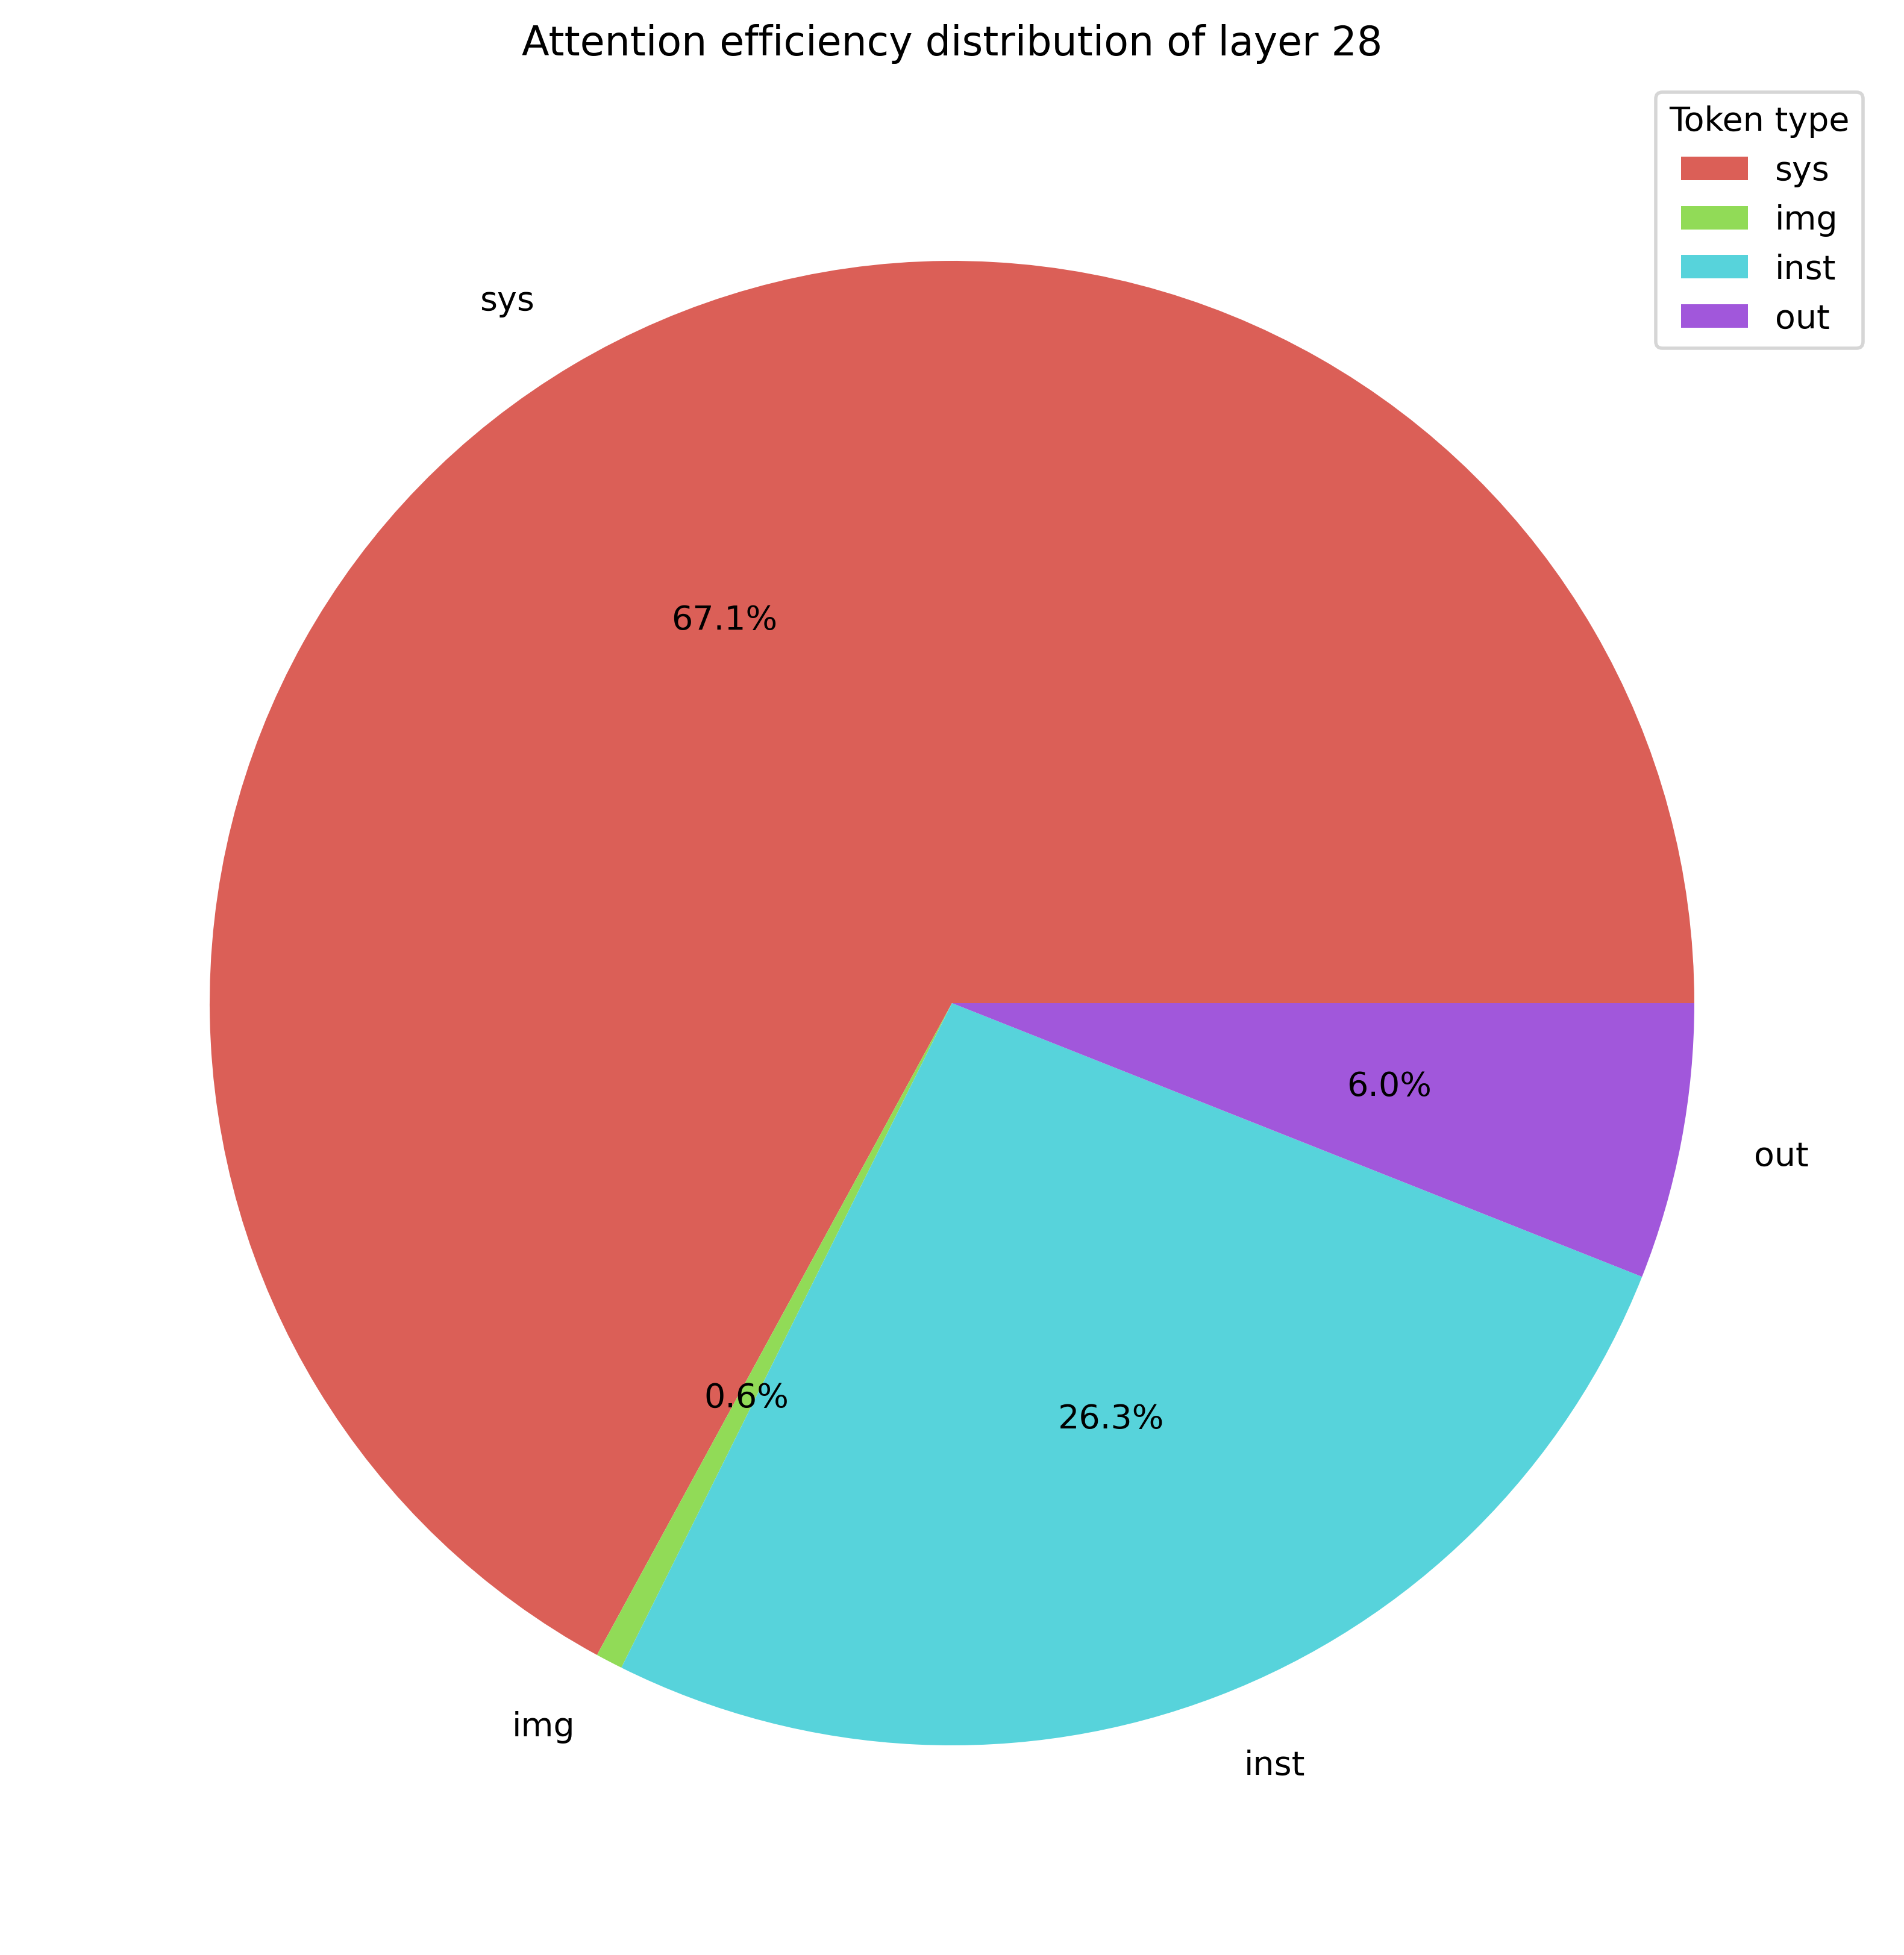 Attention efficiency distribution of layer 28
Token type
sys
img
inst
out
sys
67.1%
6.0%
out
0.6%
26.3%
img
inst